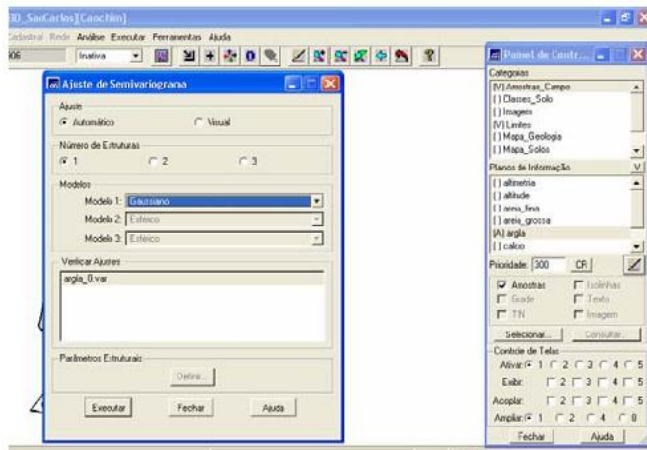 3D_SaoCarlos][Caochim]
Cadastral Rede Análise Executar Ferramentas Ajuda
Inativa
Ajuste de Semivariograma
Ajuste
Automático Visual
Número de Estruturas
1 2 3
Modelos
Modelo 1: Gaussiano
Modelo 2: Esférico
Modelo 3: Esférico
Verificar Ajustes
argila_0.var
Parâmetros Estruturais
Definir...
Executar Fechar Ajuda
Painel de Contr...
Categorias
(V) Amostras_Campo
( ) Classes_Solo
( ) Imagem
(V) Limites
( ) Mapa_Geologia
( ) Mapa_Solos
Planos de Informação V
( ) altimetria
( ) altitude
( ) areia_fina
( ) areia_grossa
(A) argila
( ) calcio
Prioridade: 300 CR
Amostras Isolinhas
Grade Texto
TIN Imagem
Selecionar... Consultar...
Controle de Telas
Ativar: 1 2 3 4 5
Exibir: 2 3 4 5
Acoplar: 2 3 4 5
Ampliar: 1 2 4 8
Fechar Ajuda